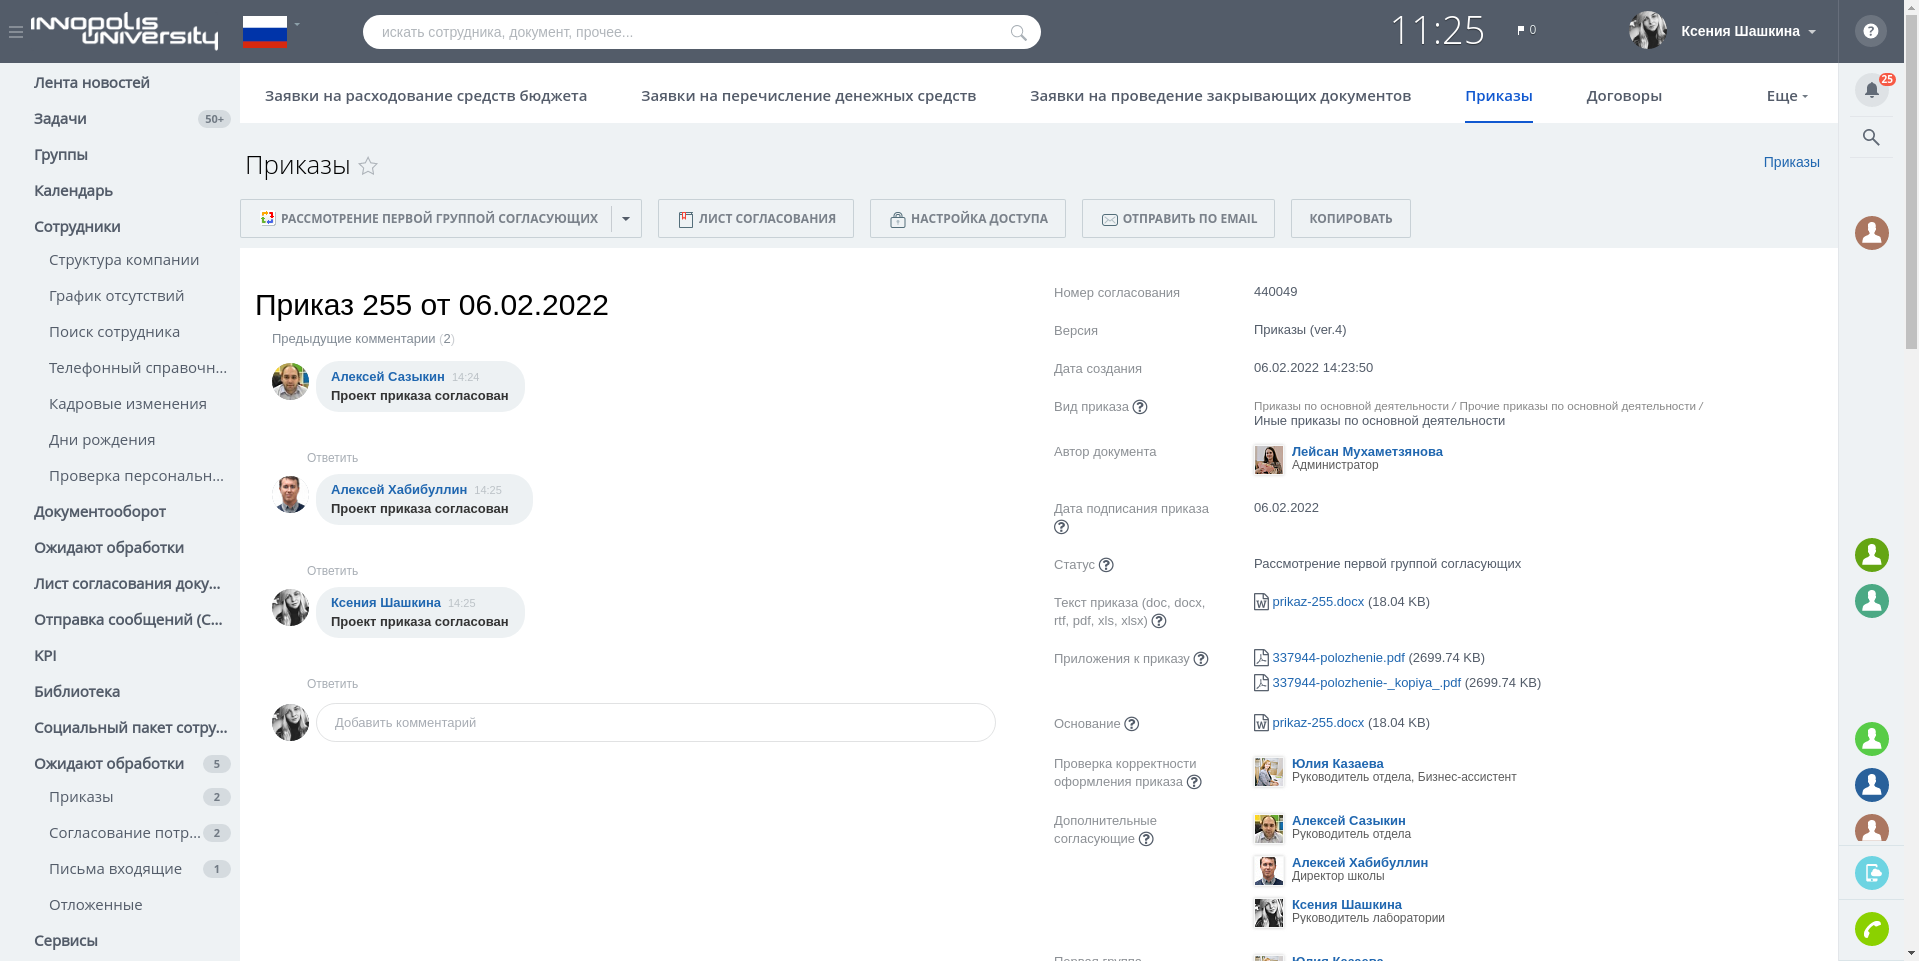 INNOPOLIS
UNIVERSITY
искать сотрудника, документ, прочее...
11:25
0
Ксения Шашкина
?
25
Лента новостей
Задачи
50+
Группы
Календарь
Сотрудники
Структура компании
График отсутствий
Поиск сотрудника
Телефонный справочн...
Кадровые изменения
Дни рождения
Проверка персональн...
Документооборот
Ожидают обработки
Лист согласования доку...
Отправка сообщений (С...
KPI
Библиотека
Социальный пакет сотру...
Ожидают обработки
5
Приказы
2
Согласование потр...
2
Письма входящие
1
Отложенные
Сервисы
Заявки на расходование средств бюджета
Заявки на перечисление денежных средств
Заявки на проведение закрывающих документов
Приказы
Договоры
Еще
Приказы
Приказы
РАССМОТРЕНИЕ ПЕРВОЙ ГРУППОЙ СОГЛАСУЮЩИХ
ЛИСТ СОГЛАСОВАНИЯ
НАСТРОЙКА ДОСТУПА
ОТПРАВИТЬ ПО EMAIL
КОПИРОВАТЬ
Приказ 255 от 06.02.2022
Предыдущие комментарии (2)
Алексей Сазыкин 14:24
Проект приказа согласован
Ответить
Алексей Хабибуллин 14:25
Проект приказа согласован
Ответить
Ксения Шашкина 14:25
Проект приказа согласован
Ответить
Добавить комментарий
Номер согласования
440049
Версия
Приказы (ver.4)
Дата создания
06.02.2022 14:23:50
Вид приказа ?
Приказы по основной деятельности / Прочие приказы по основной деятельности /
Иные приказы по основной деятельности
Автор документа
Лейсан Мухаметзянова
Администратор
Дата подписания приказа
?
06.02.2022
Статус ?
Рассмотрение первой группой согласующих
Текст приказа (doc, docx,
rtf, pdf, xls, xlsx) ?
prikaz-255.docx (18.04 KB)
Приложения к приказу ?
337944-polozhenie.pdf (2699.74 KB)
337944-polozhenie-_kopiya_.pdf (2699.74 KB)
Основание ?
prikaz-255.docx (18.04 KB)
Проверка корректности
оформления приказа ?
Юлия Казаева
Руководитель отдела, Бизнес-ассистент
Дополнительные
согласующие ?
Алексей Сазыкин
Руководитель отдела
Алексей Хабибуллин
Директор школы
Ксения Шашкина
Руководитель лаборатории
Первая группа
Юлия Казаева